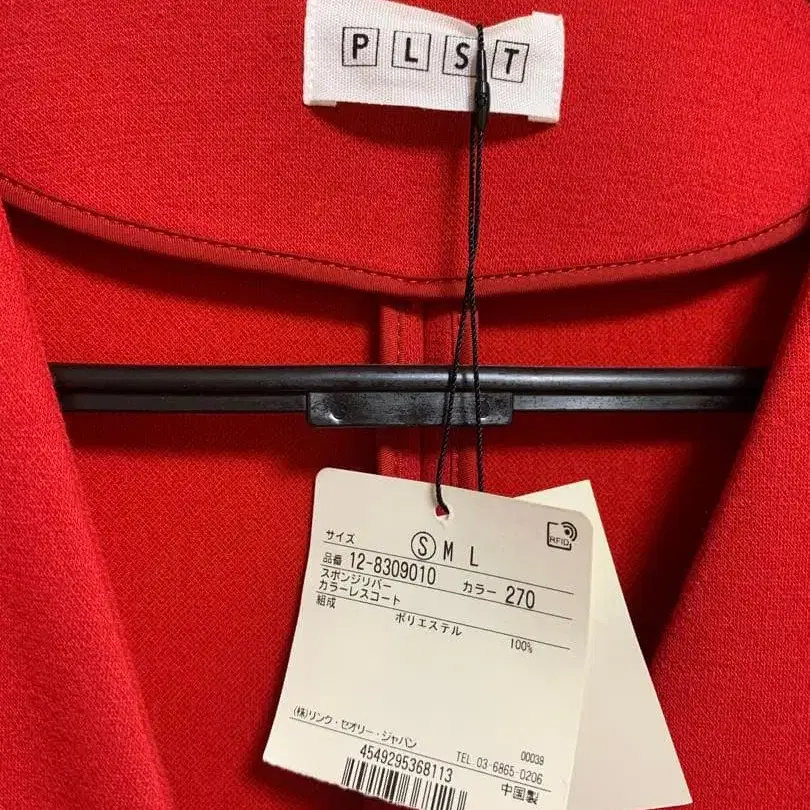 PLST
サイズ Ⓢ M L
RFID
品番 12-8309010 カラー 270
スポンジリバー
カラーレスコート
組成
ポリエステル 100%
㈱リンク・セオリー・ジャパン
00038
TEL 03-6865-0206
4549295368113
中国製